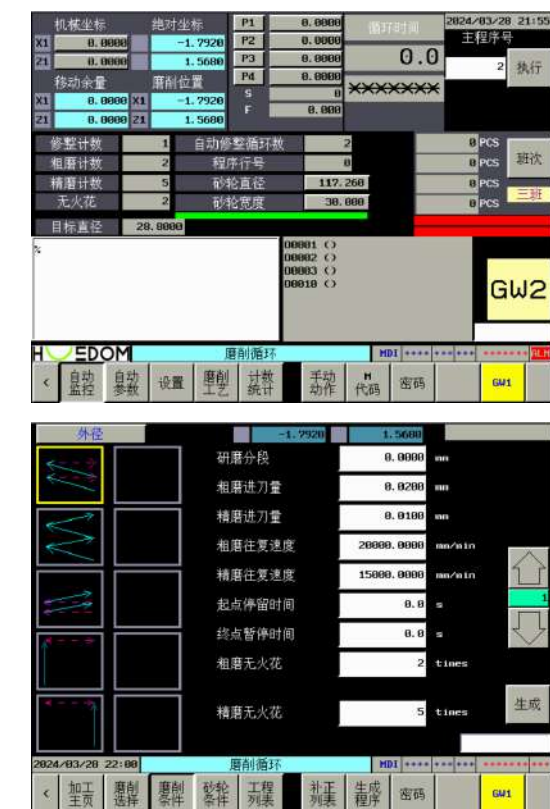 机械坐标 绝对坐标 P1 0.0000 循环时间 2024/03/28 21:55
X1 0.0000 -1.7920 P2 0.0000 主程序号
Z1 0.0000 1.5680 P3 0.0000 0.0 2 执行
移动余量 磨削位置 P4 0.0000
X1 0.0000 X1 -1.7920 S 0 ×××××××
Z1 0.0000 Z1 1.5680 F 0.000
修整计数 1 自动修整循环数 2 0 PCS 班次
粗磨计数 2 程序行号 0 0 PCS
精磨计数 5 砂轮直径 117.260 0 PCS 三班
无火花 2 砂轮宽度 30.000 0 PCS
目标直径 20.0000
% O0001 ()
O0002 ()
O0003 ()
O0010 ()
GW2
HUEDOM 磨削循环 MDI **** *** *** ******* ALM
< 自动监控 自动参数 设置 磨削工艺 计数统计 手动动作 M代码 密码 GW1
外径 -1.7920 1.5680
研磨分段 0.0000 mm
粗磨进刀量 0.0200 mm
精磨进刀量 0.0100 mm
粗磨往复速度 20000.0000 mm/min
精磨往复速度 15000.0000 mm/min
起点停留时间 0.0 s 1
终点暂停时间 0.0 s
粗磨无火花 2 times
精磨无火花 5 times 生成
2024/03/28 22:00 磨削循环 MDI **** *** *** *******
< 加工主页 磨削选择 磨削条件 砂轮条件 工程列表 补正列表 生成程序 密码 GW1